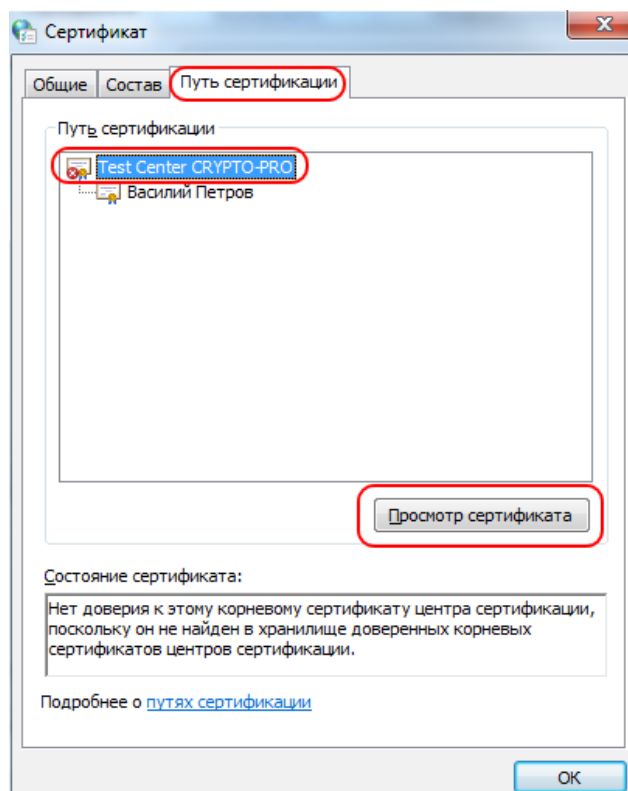 Сертификат
Общие Состав Путь сертификации
Путь сертификации
Test Center CRYPTO-PRO
Василий Петров
Просмотр сертификата
Состояние сертификата:
Нет доверия к этому корневому сертификату центра сертификации,
поскольку он не найден в хранилище доверенных корневых
сертификатов центров сертификации.
Подробнее о путях сертификации
ОК